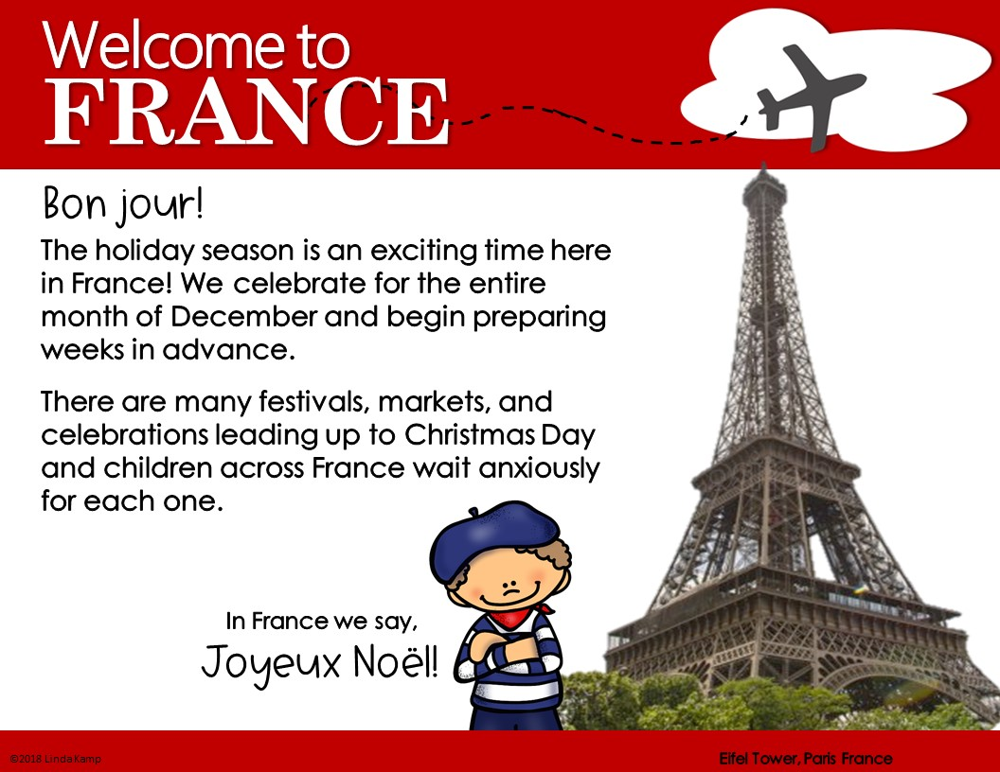 Welcome to
FRANCE
Bon jour!
The holiday season is an exciting time here
in France! We celebrate for the entire
month of December and begin preparing
weeks in advance.
There are many festivals, markets, and
celebrations leading up to Christmas Day
and children across France wait anxiously
for each one.
In France we say,
Joyeux Noël!
©2018 Linda Kamp
Eifel Tower, Paris France